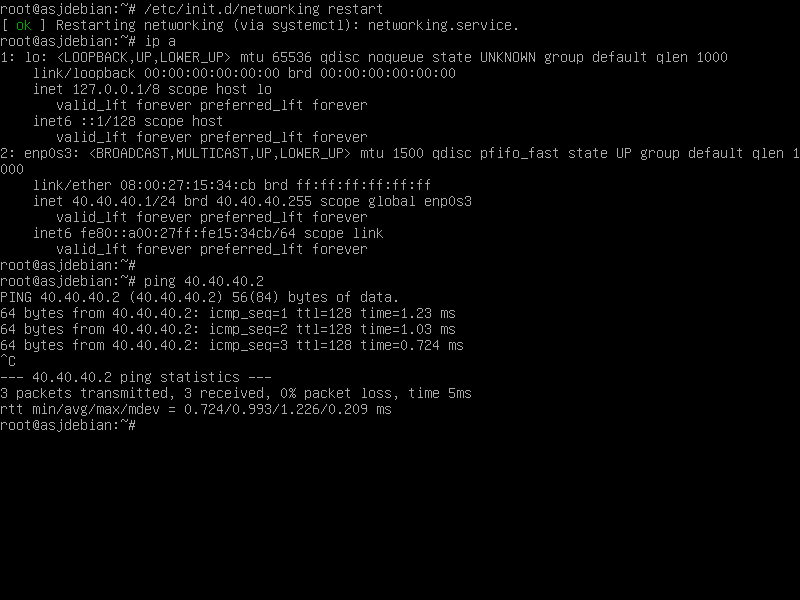 root@asjdebian:~# /etc/init.d/networking restart
[ ok ] Restarting networking (via systemctl): networking.service.
root@asjdebian:~# ip a
1: lo: <LOOPBACK,UP,LOWER_UP> mtu 65536 qdisc noqueue state UNKNOWN group default qlen 1000
    link/loopback 00:00:00:00:00:00 brd 00:00:00:00:00:00
    inet 127.0.0.1/8 scope host lo
       valid_lft forever preferred_lft forever
    inet6 ::1/128 scope host
       valid_lft forever preferred_lft forever
2: enp0s3: <BROADCAST,MULTICAST,UP,LOWER_UP> mtu 1500 qdisc pfifo_fast state UP group default qlen 1
000
    link/ether 08:00:27:15:34:cb brd ff:ff:ff:ff:ff:ff
    inet 40.40.40.1/24 brd 40.40.40.255 scope global enp0s3
       valid_lft forever preferred_lft forever
    inet6 fe80::a00:27ff:fe15:34cb/64 scope link
       valid_lft forever preferred_lft forever
root@asjdebian:~#
root@asjdebian:~# ping 40.40.40.2
PING 40.40.40.2 (40.40.40.2) 56(84) bytes of data.
64 bytes from 40.40.40.2: icmp_seq=1 ttl=128 time=1.23 ms
64 bytes from 40.40.40.2: icmp_seq=2 ttl=128 time=1.03 ms
64 bytes from 40.40.40.2: icmp_seq=3 ttl=128 time=0.724 ms
^C
--- 40.40.40.2 ping statistics ---
3 packets transmitted, 3 received, 0% packet loss, time 5ms
rtt min/avg/max/mdev = 0.724/0.993/1.226/0.209 ms
root@asjdebian:~#